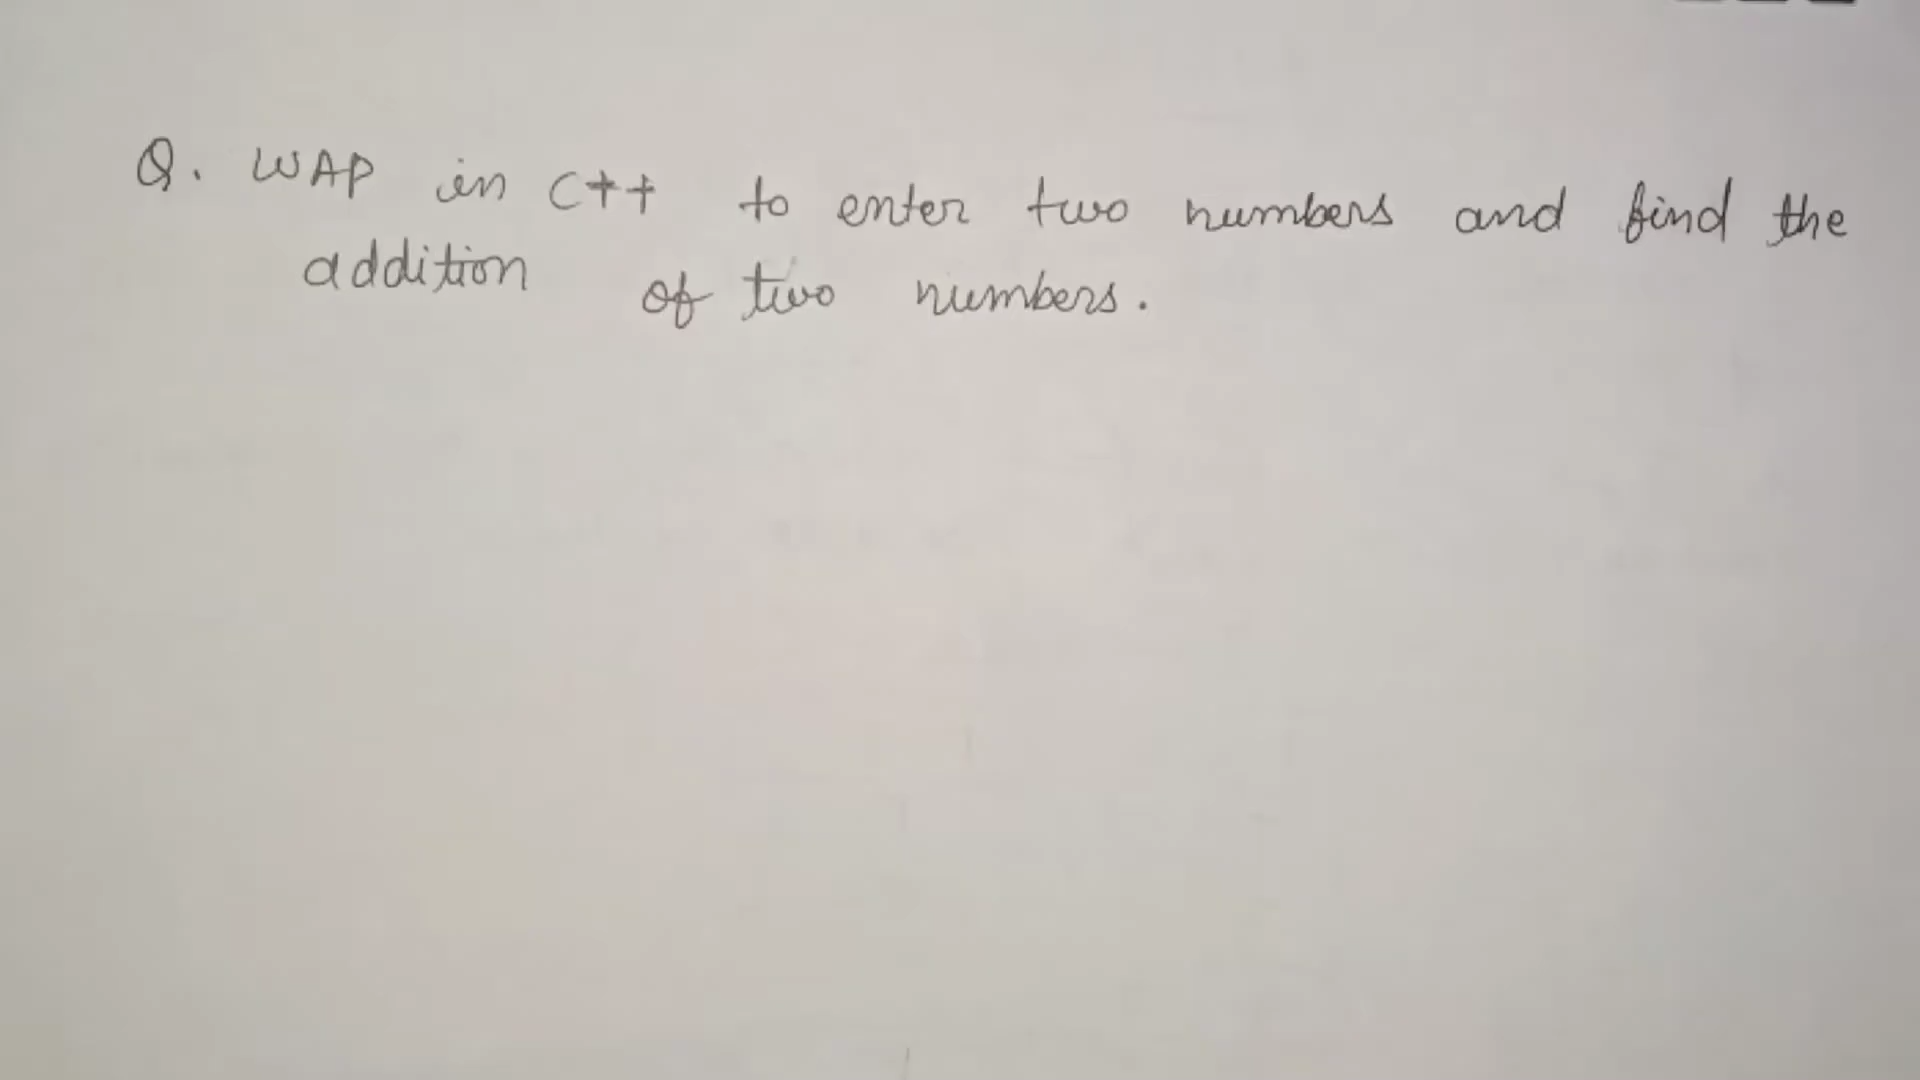 Q. WAP in C++ to enter two numbers and find the
addition of two numbers.